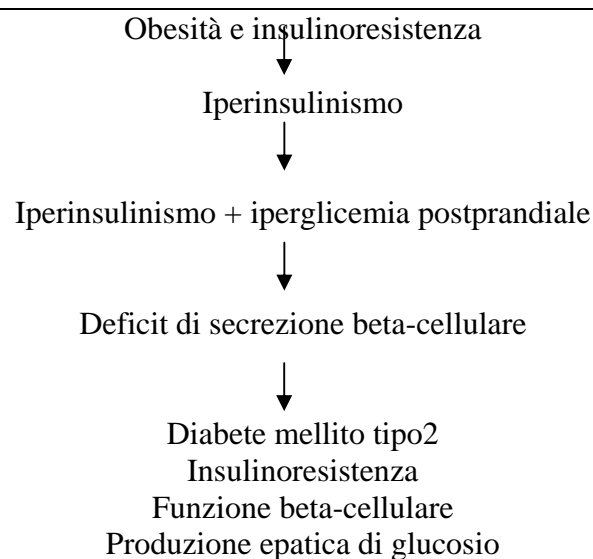 Obesità e insulinoresistenza
Iperinsulinismo
Iperinsulinismo + iperglicemia postprandiale
Deficit di secrezione beta-cellulare
Diabete mellito tipo2
Insulinoresistenza
Funzione beta-cellulare
Produzione epatica di glucosio